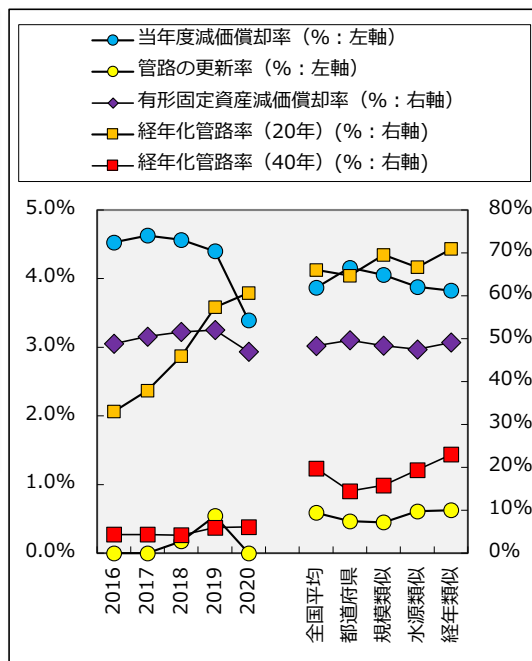 当年度減価償却率（％：左軸）
管路の更新率（％：左軸）
有形固定資産減価償却率（％：右軸）
経年化管路率（20年）(％：右軸)
経年化管路率（40年）(％：右軸)
5.0%
4.0%
3.0%
2.0%
1.0%
0.0%
80%
70%
60%
50%
40%
30%
20%
10%
0%
2016
2017
2018
2019
2020
全国平均
都道府県
規模類似
水源類似
経年類似